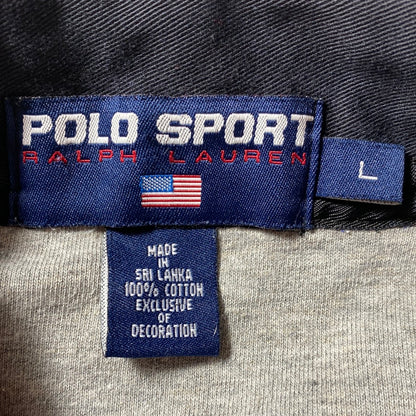 POLO SPORT
RALPH LAUREN
L
MADE
IN
SRI LANKA
100% COTTON
EXCLUSIVE
OF
DECORATION